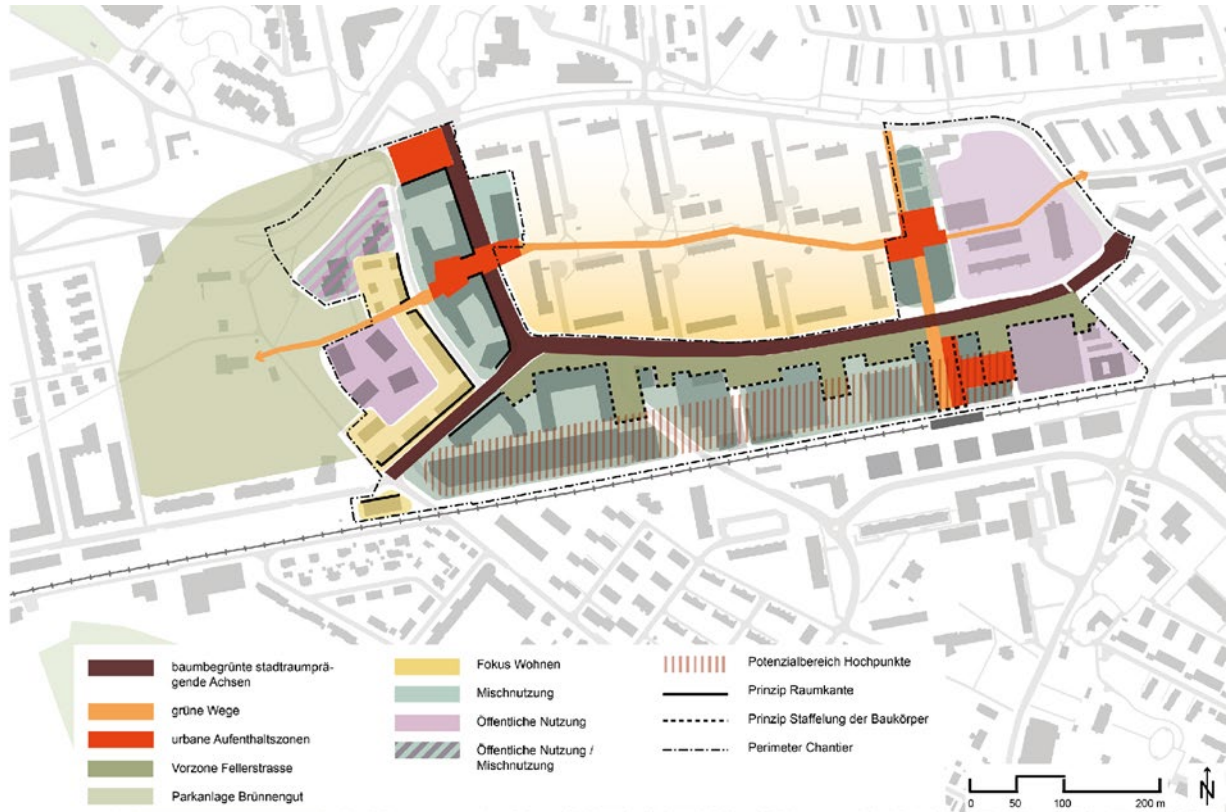 baumbegrünte stadtraumprä-
gende Achsen
grüne Wege
urbane Aufenthaltszonen
Vorzone Fellerstrasse
Parkanlage Brünnengut
Fokus Wohnen
Mischnutzung
Öffentliche Nutzung
Öffentliche Nutzung /
Mischnutzung
Potenzialbereich Hochpunkte
Prinzip Raumkante
Prinzip Staffelung der Baukörper
Perimeter Chantier
0 50 100 200 m
N